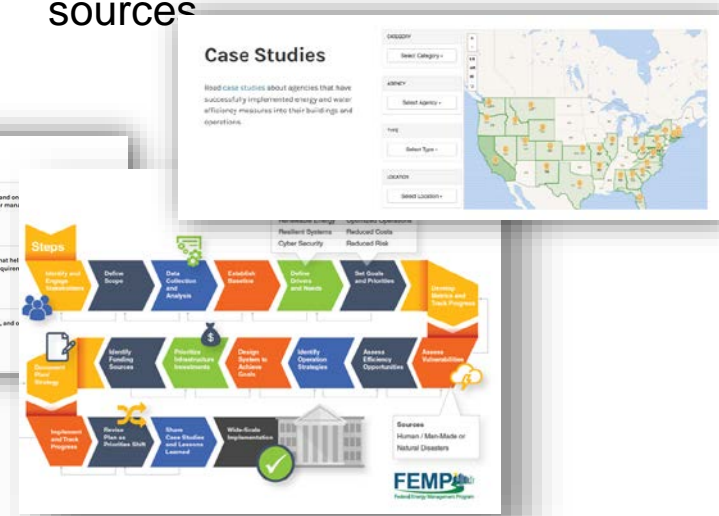 sources
Case Studies
Read case studies about agencies that have
successfully implemented energy and water
efficiency measures into their buildings and
operations.
CATEGORY
Select Category
AGENCY
Select Agency
TYPE
Select Type
LOCATION
Select Location
Renewable Energy
Optimized Operations
Resilient Systems
Reduced Costs
Cyber Security
Reduced Risk
Steps
Identify and
Engage
Stakeholders
Define
Scope
Data
Collection
and
Analysis
Establish
Baseline
Define
Drivers
and Needs
Set Goals
and Priorities
Develop
Metrics and
Track Progress
Document
Plan/
Strategy
Identify
Funding
Sources
Prioritize
Infrastructure
Investments
Design
System to
Achieve
Goals
Identify
Operation
Strategies
Assess
Efficiency
Opportunities
Assess
Vulnerabilities
Implement
and Track
Progress
Revise
Plan as
Priorities Shift
Share
Case Studies
and Lessons
Learned
Wide-Scale
Implementation
$
Sources
Human / Man-Made or
Natural Disasters
FEMP
Federal Energy Management Program